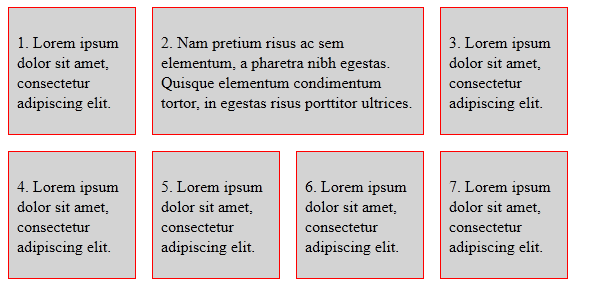 1. Lorem ipsum
dolor sit amet,
consectetur
adipiscing elit.
2. Nam pretium risus ac sem
elementum, a pharetra nibh egestas.
Quisque elementum condimentum
tortor, in egestas risus porttitor ultrices.
3. Lorem ipsum
dolor sit amet,
consectetur
adipiscing elit.
4. Lorem ipsum
dolor sit amet,
consectetur
adipiscing elit.
5. Lorem ipsum
dolor sit amet,
consectetur
adipiscing elit.
6. Lorem ipsum
dolor sit amet,
consectetur
adipiscing elit.
7. Lorem ipsum
dolor sit amet,
consectetur
adipiscing elit.